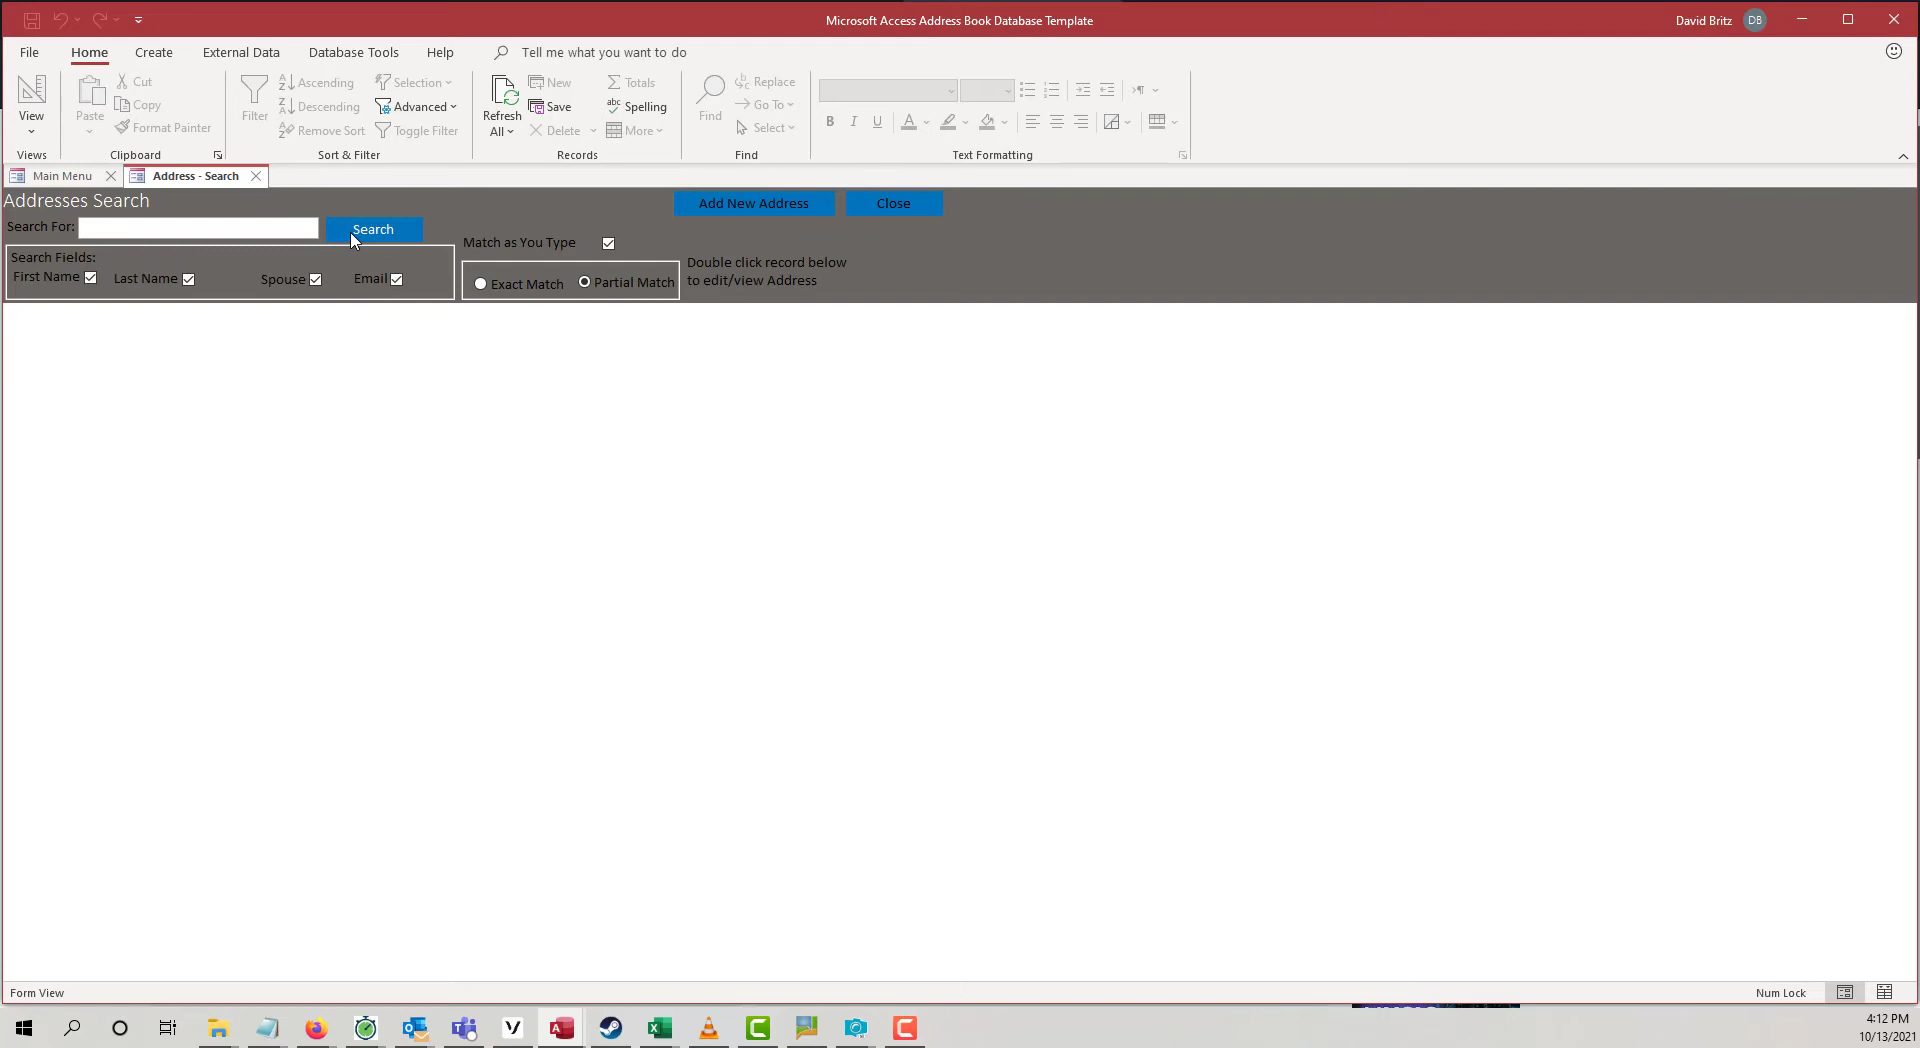 Microsoft Access Address Book Database Template
David Britz
DB
File
Home
Create
External Data
Database Tools
Help
Tell me what you want to do
View
Views
Paste
Cut
Copy
Format Painter
Clipboard
Filter
Ascending
Descending
Remove Sort
Selection
Advanced
Toggle Filter
Sort & Filter
Refresh
All
New
Save
Delete
Totals
Spelling
More
Records
Find
Replace
Go To
Select
Find
B I U
Text Formatting
Main Menu
Address - Search
Addresses Search
Add New Address
Close
Search For:
Search
Match as You Type
Search Fields:
First Name
Last Name
Spouse
Email
Exact Match
Partial Match
Double click record below
to edit/view Address
Form View
Num Lock
4:12 PM
10/13/2021